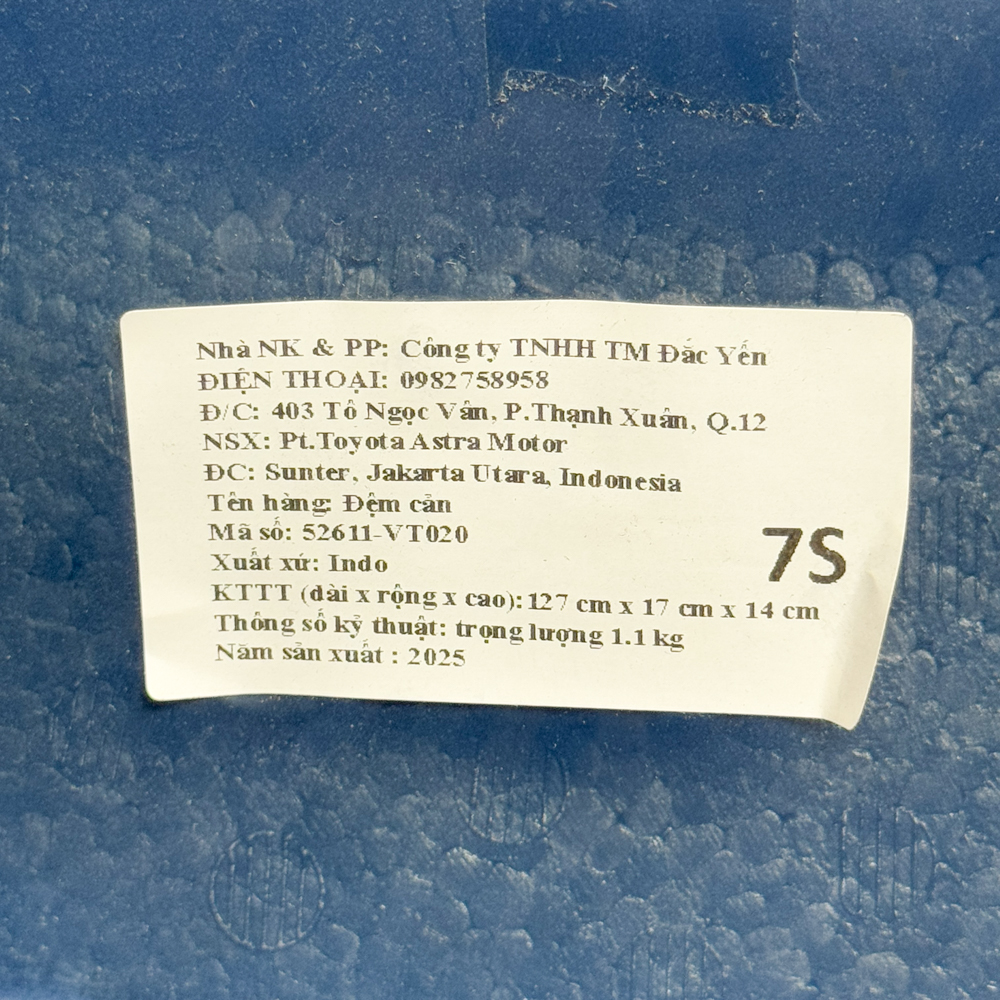 Nhà NK & PP: Công ty TNHH TM Đắc Yến
ĐIỆN THOẠI: 0982758958
Đ/C: 403 Tô Ngọc Vân, P.Thạnh Xuân, Q.12
NSX: Pt.Toyota Astra Motor
ĐC: Sunter, Jakarta Utara, Indonesia
Tên hàng: Đệm cản
Mã số: 52611-VT020
Xuất xứ: Indo
KTTT (dài x rộng x cao): 127 cm x 17 cm x 14 cm
Thông số kỹ thuật: trọng lượng 1.1 kg
Năm sản xuất : 2025
7S